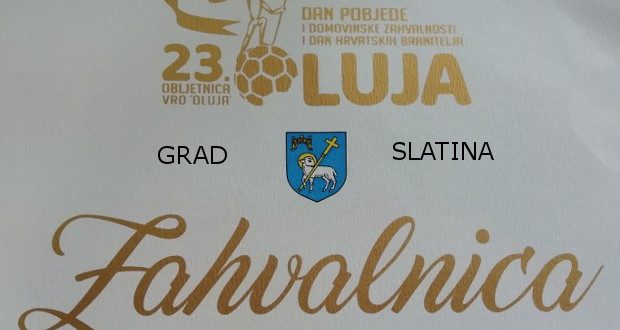 DAN POBJEDE
I DOMOVINSKE ZAHVALNOSTI
I DAN HRVATSKIH BRANITELJA
23.
OBLJETNICA
VRO 'OLUJA'
OLUJA
GRAD SLATINA
Zahvalnica